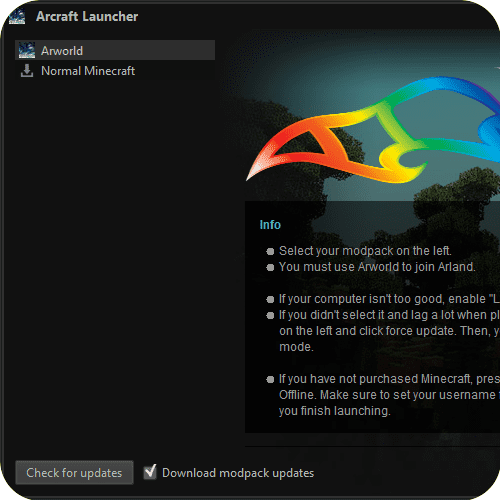 Arcraft Launcher
Arworld
Normal Minecraft
Info
Select your modpack on the left.
You must use Arworld to join Arland.
If your computer isn't too good, enable "L
If you didn't select it and lag a lot when pl
on the left and click force update. Then, y
mode.
If you have not purchased Minecraft, pres
Offline. Make sure to set your username
you finish launching.
Check for updates
Download modpack updates